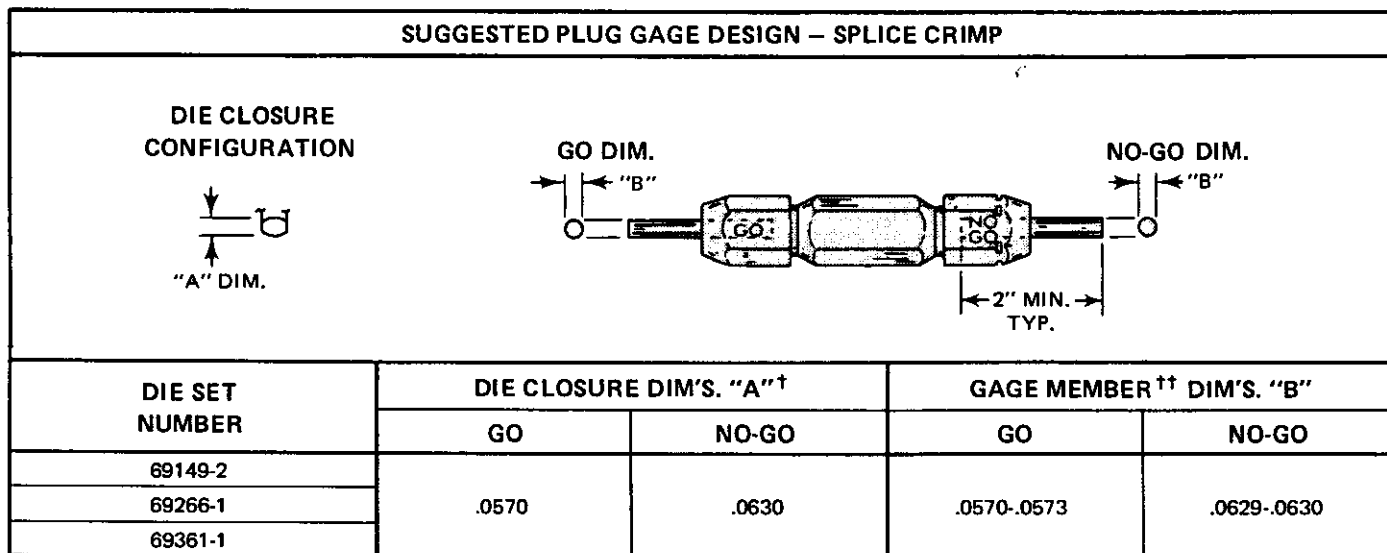 SUGGESTED PLUG GAGE DESIGN – SPLICE CRIMP
DIE CLOSURE
CONFIGURATION
"A" DIM.
GO DIM.
"B"
NO-GO DIM.
"B"
GO
NO
GO
2" MIN.
TYP.
DIE SET
NUMBER
DIE CLOSURE DIM'S. "A"†
GAGE MEMBER†† DIM'S. "B"
GO
NO-GO
GO
NO-GO
69149-2
69266-1
69361-1
.0570
.0630
.0570-.0573
.0629-.0630